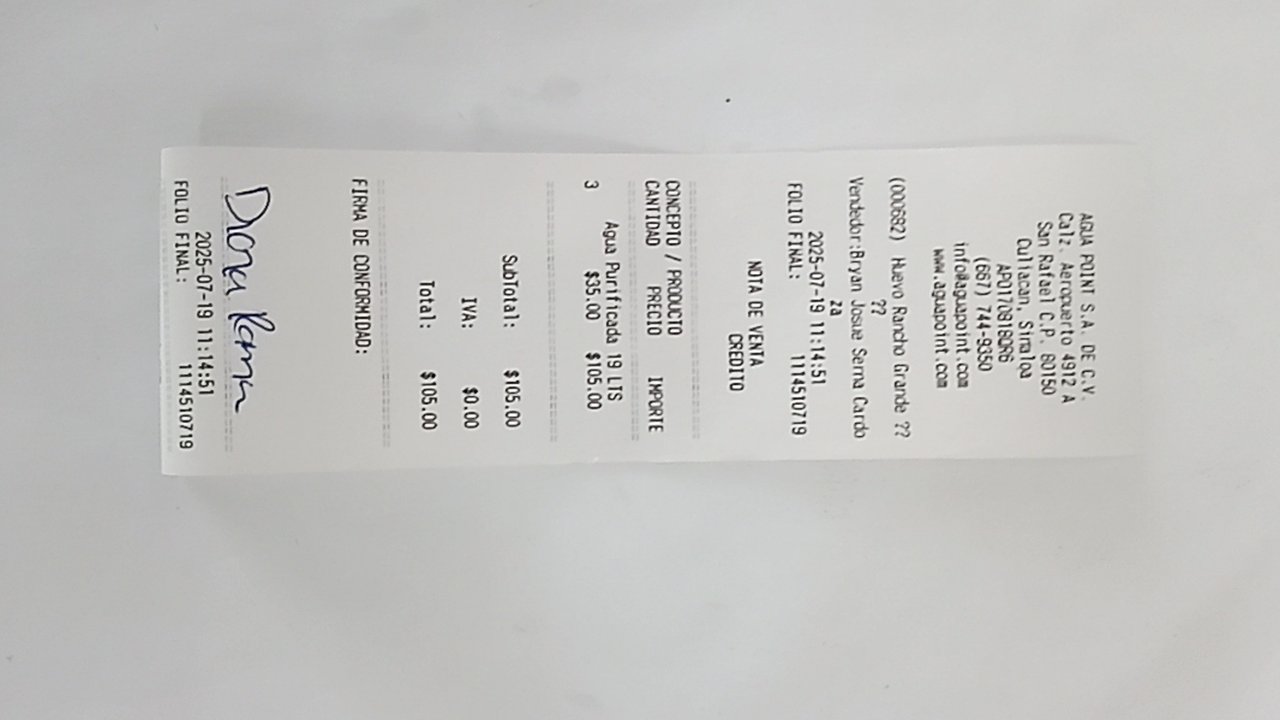 AGUA POINT S.A. DE C.V.
Calz. Aeropuerto 4912 A
San Rafael C.P. 80150
Culiacan, Sinaloa
APO170818DR6
(667) 744-9350
info@aguapoint.com
www.aguapoint.com
(000682) Huevo Rancho Grande ??
??
Vendedor:Bryan Josue Serna Cardo
za
2025-07-19 11:14:51
FOLIO FINAL: 1114510719
NOTA DE VENTA
CREDITO
CONCEPTO / PRODUCTO
CANTIDAD PRECIO IMPORTE
Agua Purificada 19 LTS
3 $35.00 $105.00
SubTotal: $105.00
IVA: $0.00
Total: $105.00
FIRMA DE CONFORMIDAD:
2025-07-19 11:14:51
FOLIO FINAL: 1114510719